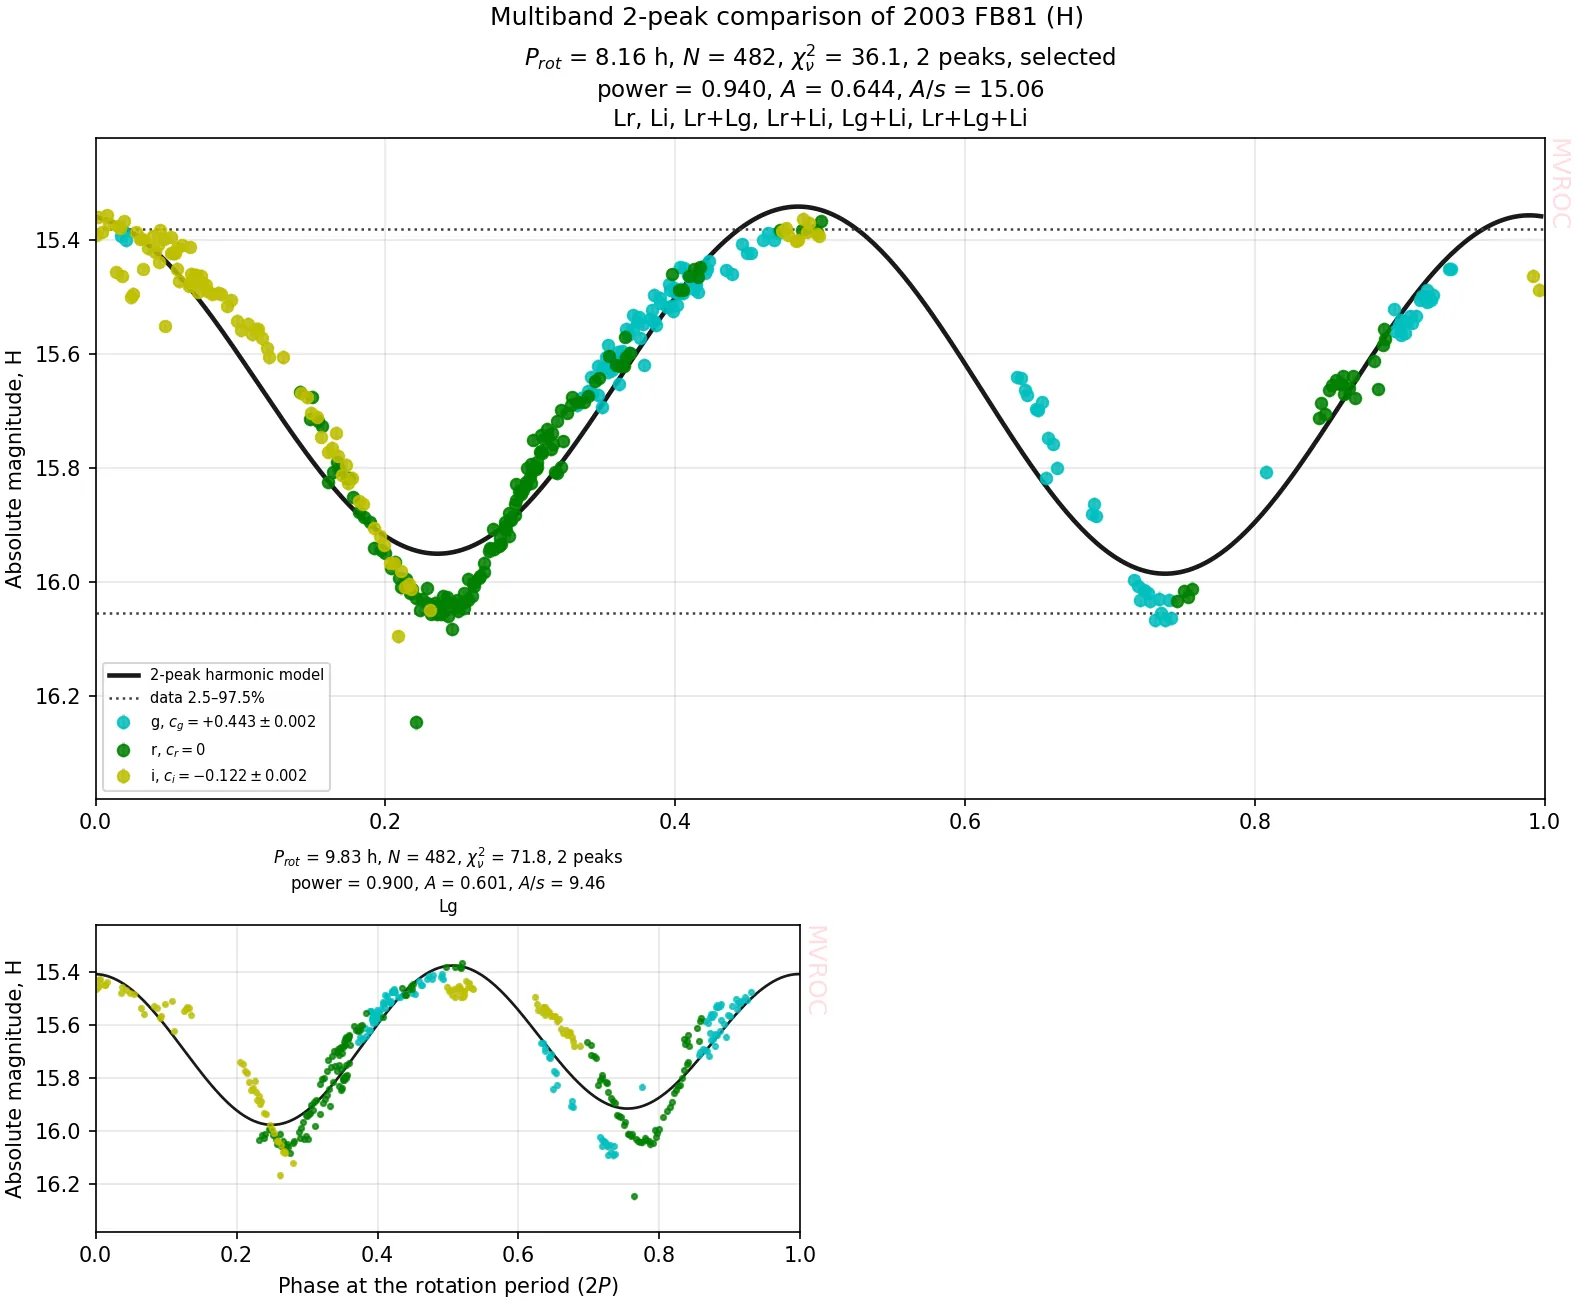 Multiband 2-peak comparison of 2003 FB81 (H)
P_rot = 8.16 h, N = 482, χ²_ν = 36.1, 2 peaks, selected
power = 0.940, A = 0.644, A/s = 15.06
Lr, Li, Lr+Lg, Lr+Li, Lg+Li, Lr+Lg+Li
MVROC
Absolute magnitude, H
15.4
15.6
15.8
16.0
16.2
2-peak harmonic model
data 2.5–97.5%
g, c_g = +0.443 ± 0.002
r, c_r = 0
i, c_i = −0.122 ± 0.002
0.0 0.2 0.4 0.6 0.8 1.0
P_rot = 9.83 h, N = 482, χ²_ν = 71.8, 2 peaks
power = 0.900, A = 0.601, A/s = 9.46
Lg
MVROC
Absolute magnitude, H
15.4
15.6
15.8
16.0
16.2
0.0 0.2 0.4 0.6 0.8 1.0
Phase at the rotation period (2P)